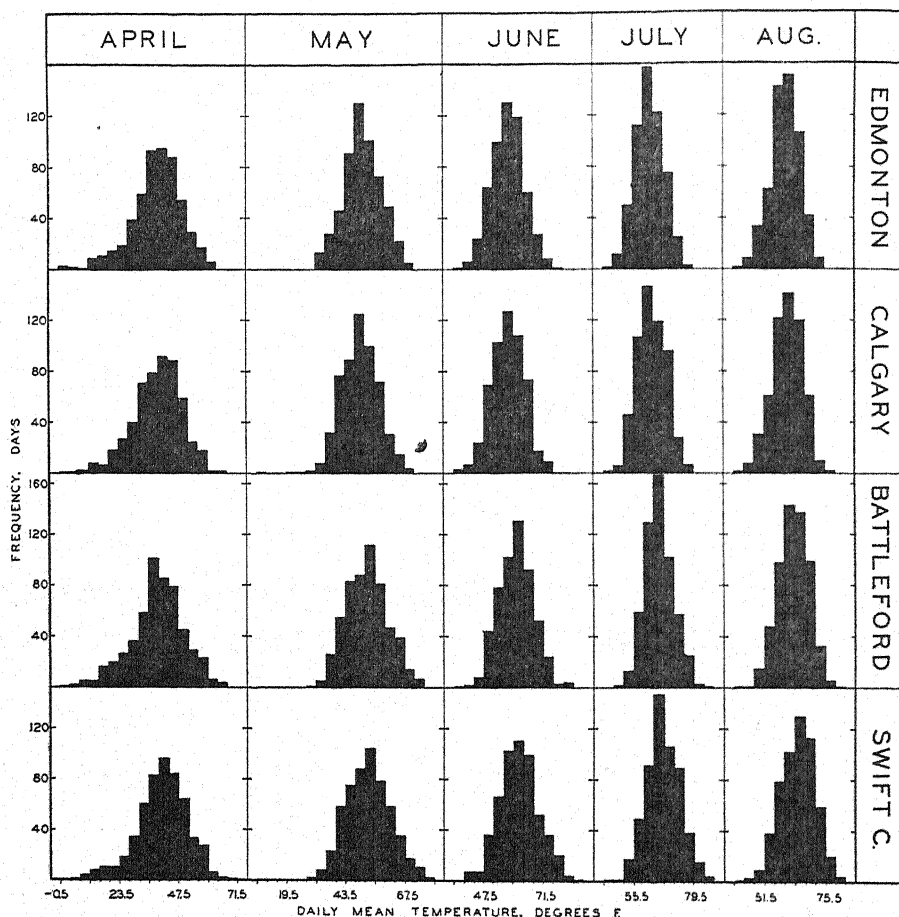 APRIL MAY JUNE JULY AUG.
120
80
40
EDMONTON
120
80
40
CALGARY
FREQUENCY, DAYS
160
120
80
40
BATTLEFORD
120
80
40
SWIFT C.
-0.5 23.5 47.5 71.5 19.5 43.5 67.5 47.5 71.5 55.5 79.5 51.5 75.5
DAILY MEAN TEMPERATURE, DEGREES F.